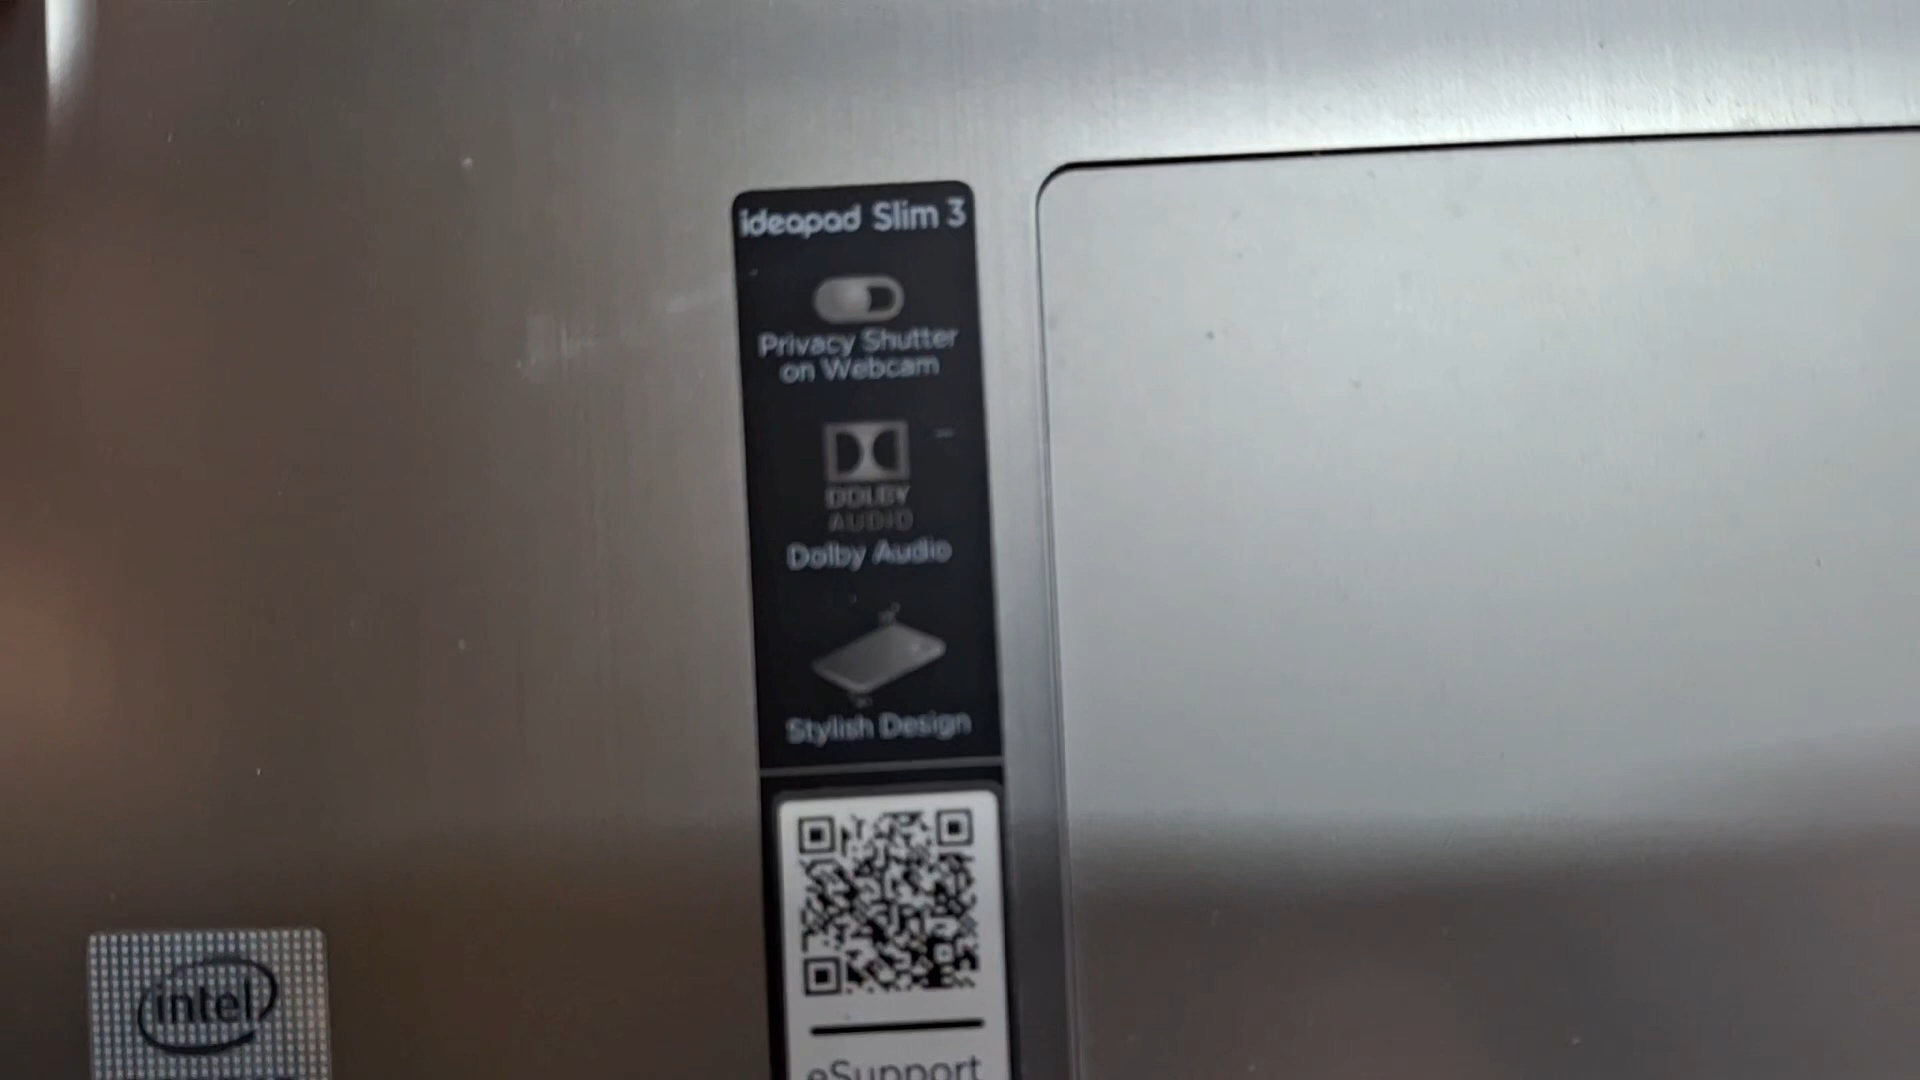 ideapad Slim 3
Privacy Shutter
on Webcam
DOLBY
AUDIO
Dolby Audio
Stylish Design
intel
eSupport